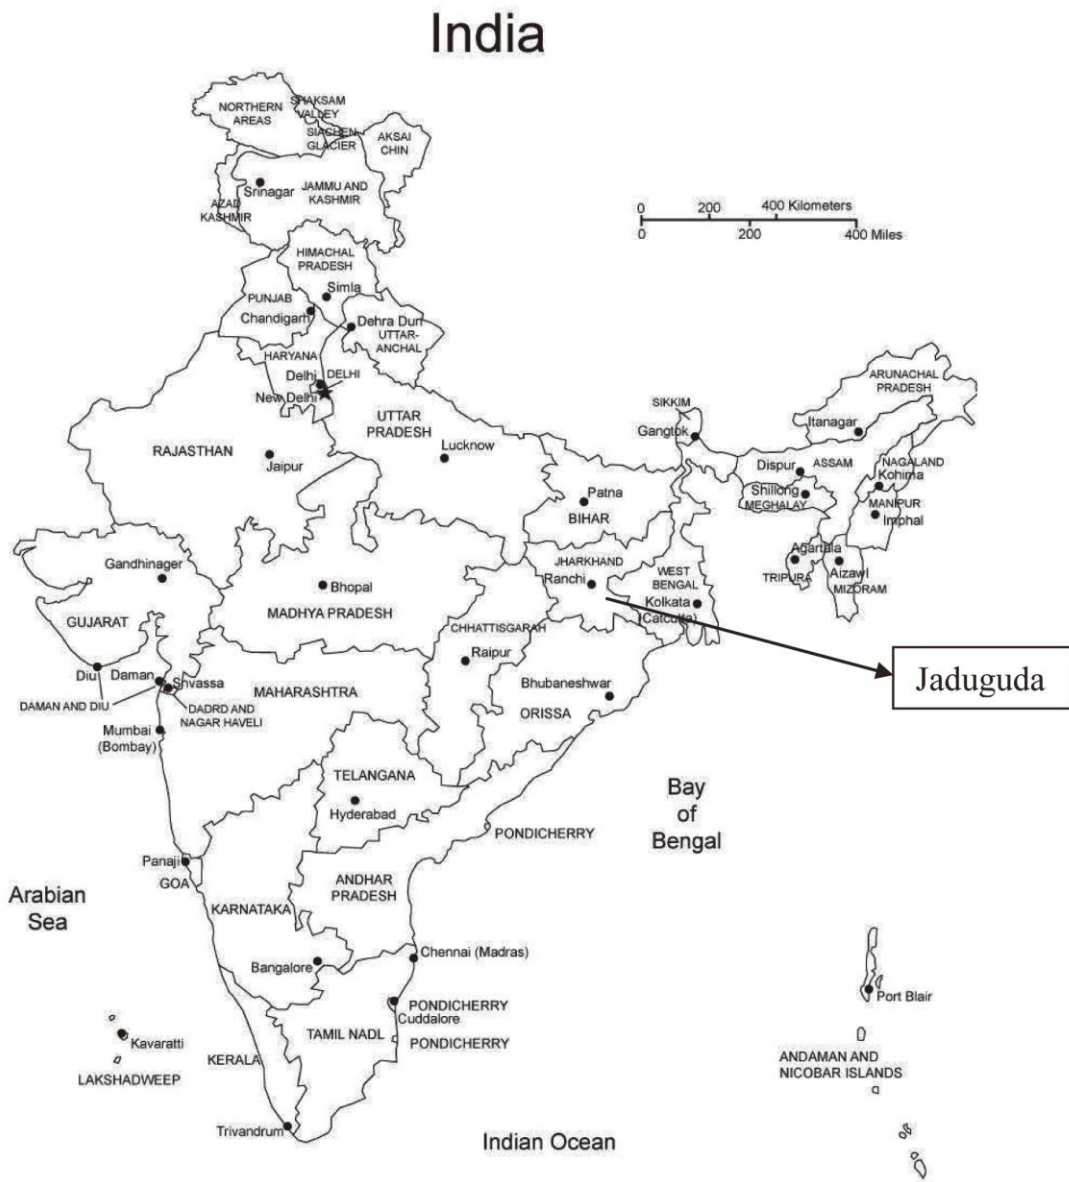 India
NORTHERN
AREAS
SHAKSAM
VALLEY
SIACHEN
GLACIER
AKSAI
CHIN
Srinagar
JAMMU AND
KASHMIR
AZAD
KASHMIR
0 200 400 Kilometers
0 200 400 Miles
HIMACHAL
PRADESH
Simla
PUNJAB
Chandigarh
Dehra Dun
UTTAR-
ANCHAL
HARYANA
Delhi
DELHI
New Delhi
UTTAR
PRADESH
Lucknow
RAJASTHAN
Jaipur
SIKKIM
Gangtok
ARUNACHAL
PRADESH
Itanagar
Dispur
ASSAM
NAGALAND
Kohima
Shillong
MEGHALAY
MANIPUR
Imphal
Patna
BIHAR
Agartala
TRIPURA
Aizawl
MIZORAM
Gandhinager
GUJARAT
Bhopal
MADHYA PRADESH
JHARKHAND
Ranchi
WEST
BENGAL
Kolkata
(Catcutta)
CHHATTISGARAH
Raipur
Jaduguda
Diu
Daman
Shvassa
DAMAN AND DIU
DADRD AND
NAGAR HAVELI
MAHARASHTRA
Bhubaneshwar
ORISSA
Mumbai
(Bombay)
TELANGANA
Hyderabad
Bay
of
Bengal
PONDICHERRY
Panaji
GOA
Arabian
Sea
KARNATAKA
ANDHAR
PRADESH
Bangalore
Chennai (Madras)
PONDICHERRY
Cuddalore
TAMIL NADL
PONDICHERRY
Port Blair
Kavaratti
LAKSHADWEEP
KERALA
ANDAMAN AND
NICOBAR ISLANDS
Trivandrum
Indian Ocean